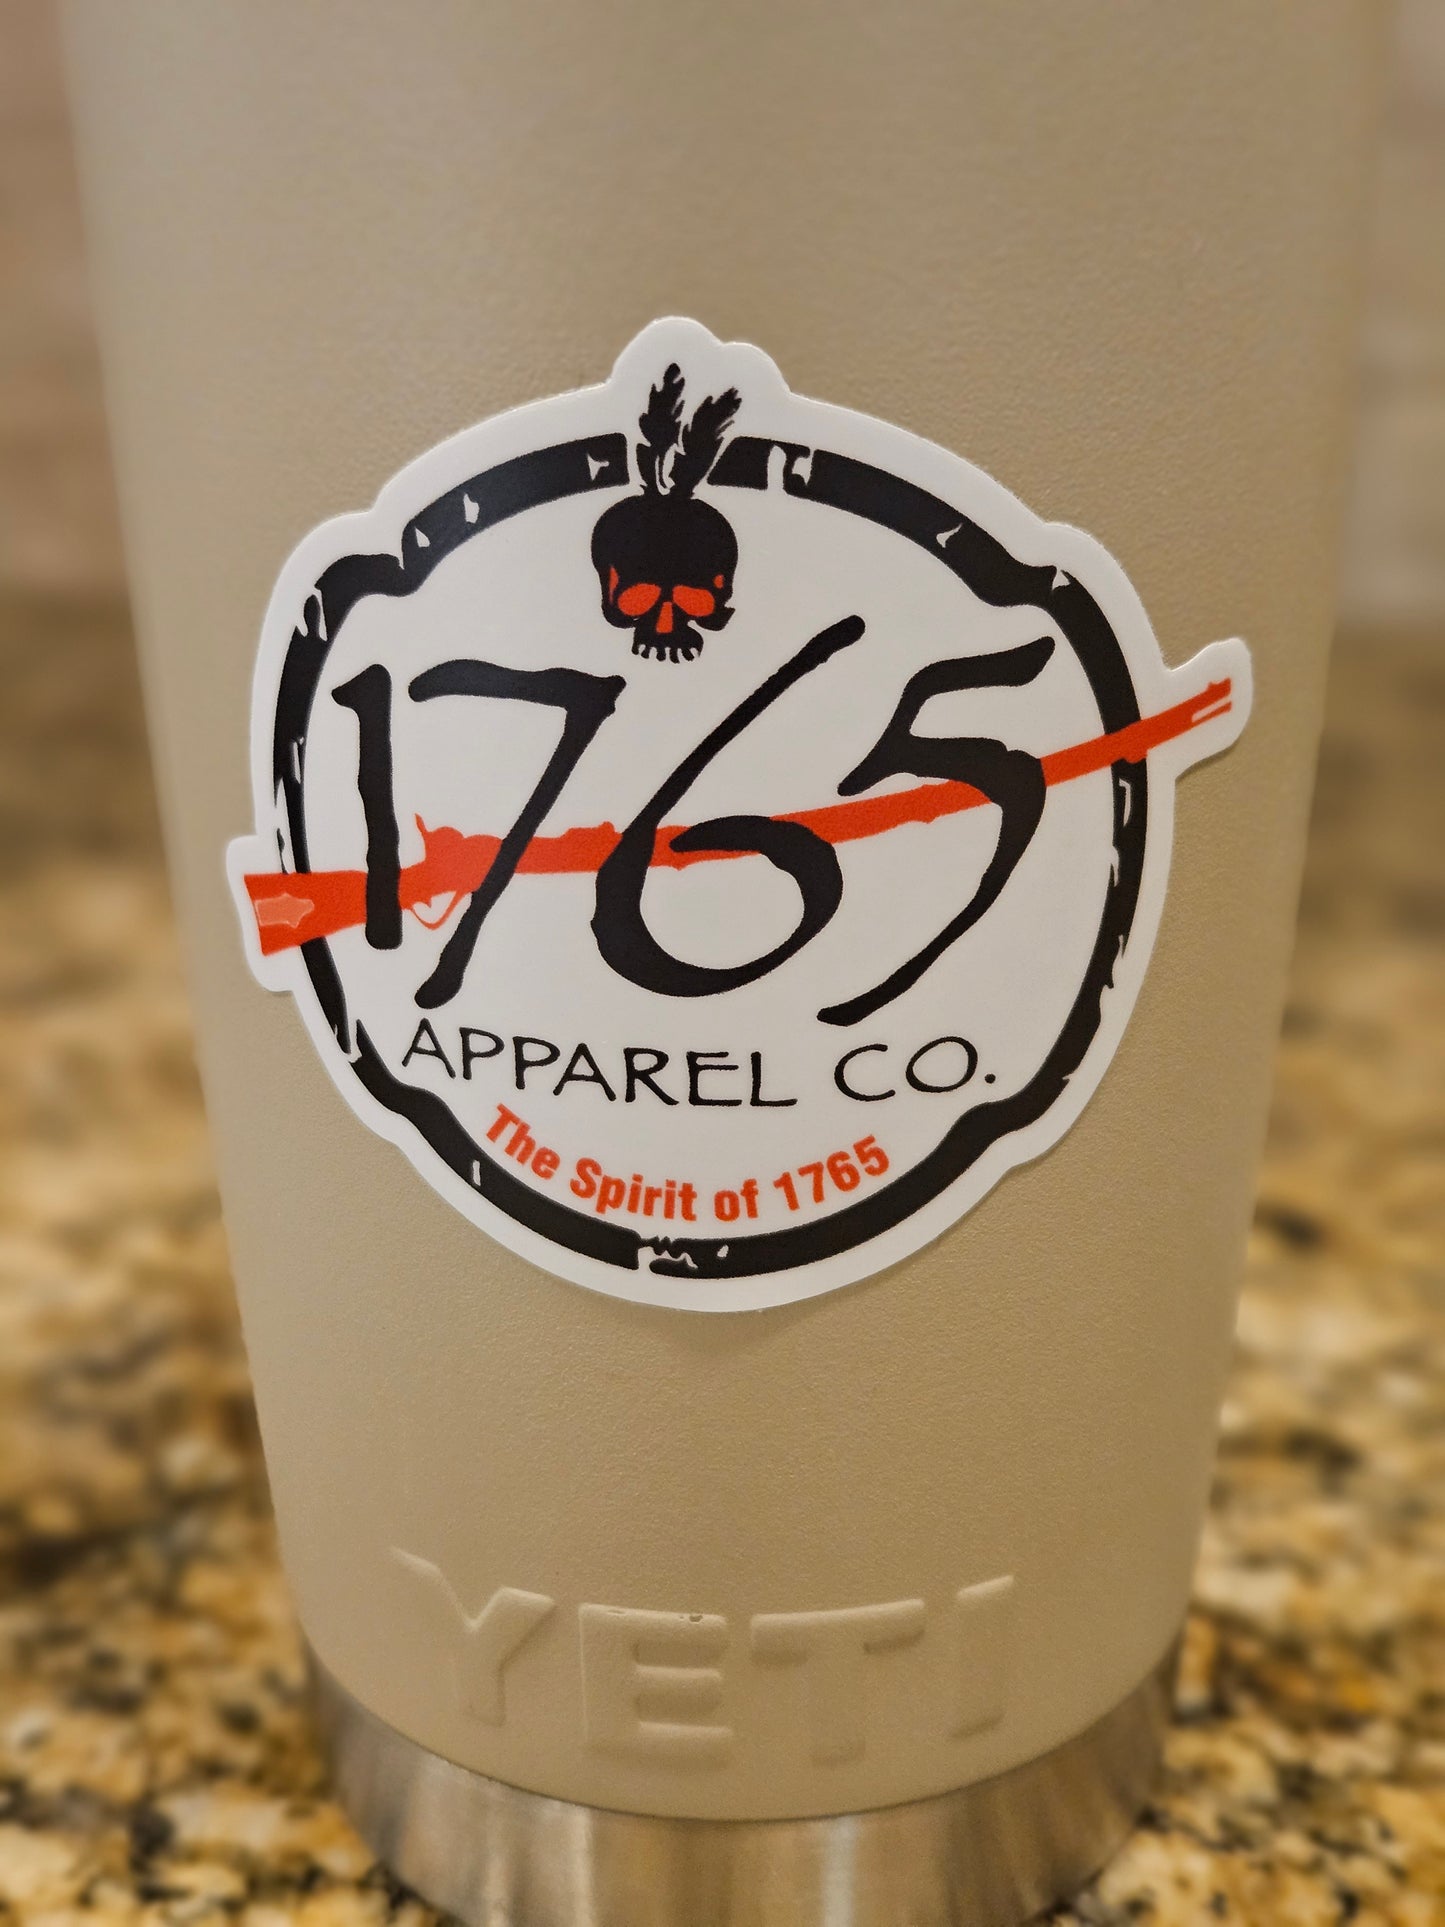 1765
APPAREL CO.
The Spirit of 1765
YETI